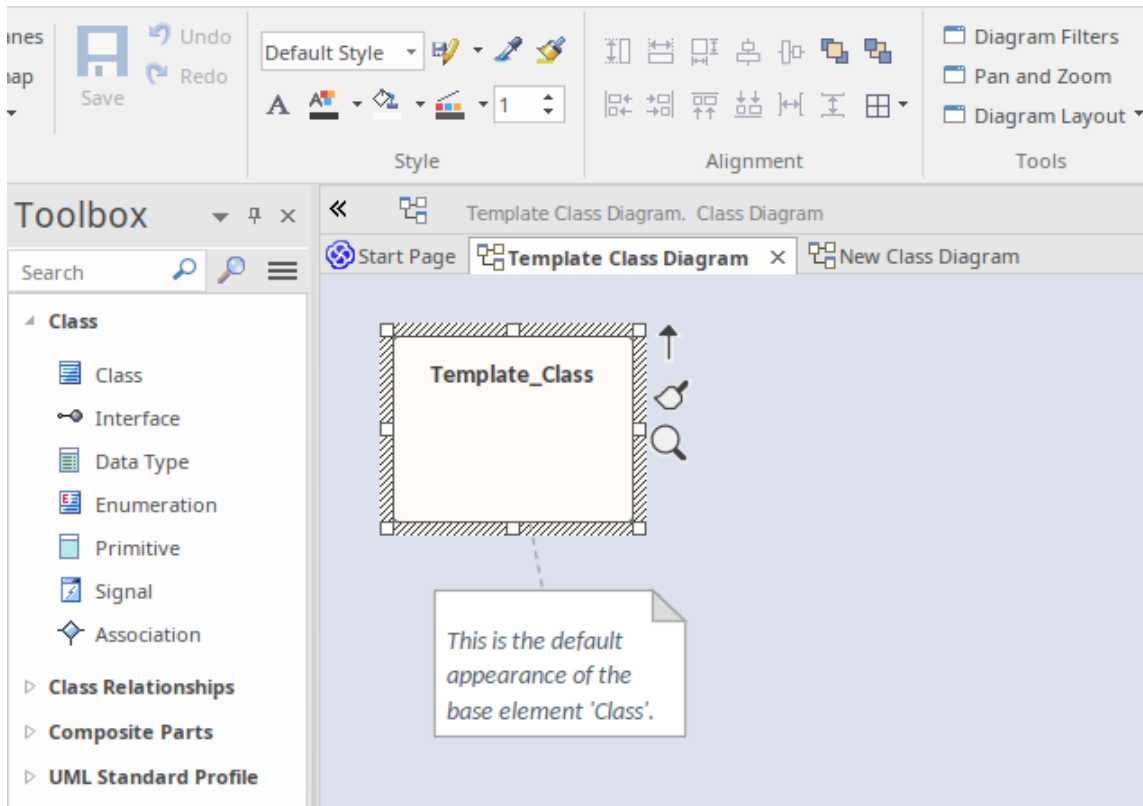 Undo
Redo
Save
Default Style
A
1
Style
Alignment
Diagram Filters
Pan and Zoom
Diagram Layout
Tools
Toolbox
Search
Class
Class
Interface
Data Type
Enumeration
Primitive
Signal
Association
Class Relationships
Composite Parts
UML Standard Profile
Template Class Diagram. Class Diagram
Start Page
Template Class Diagram
New Class Diagram
Template_Class
This is the default
appearance of the
base element 'Class'.